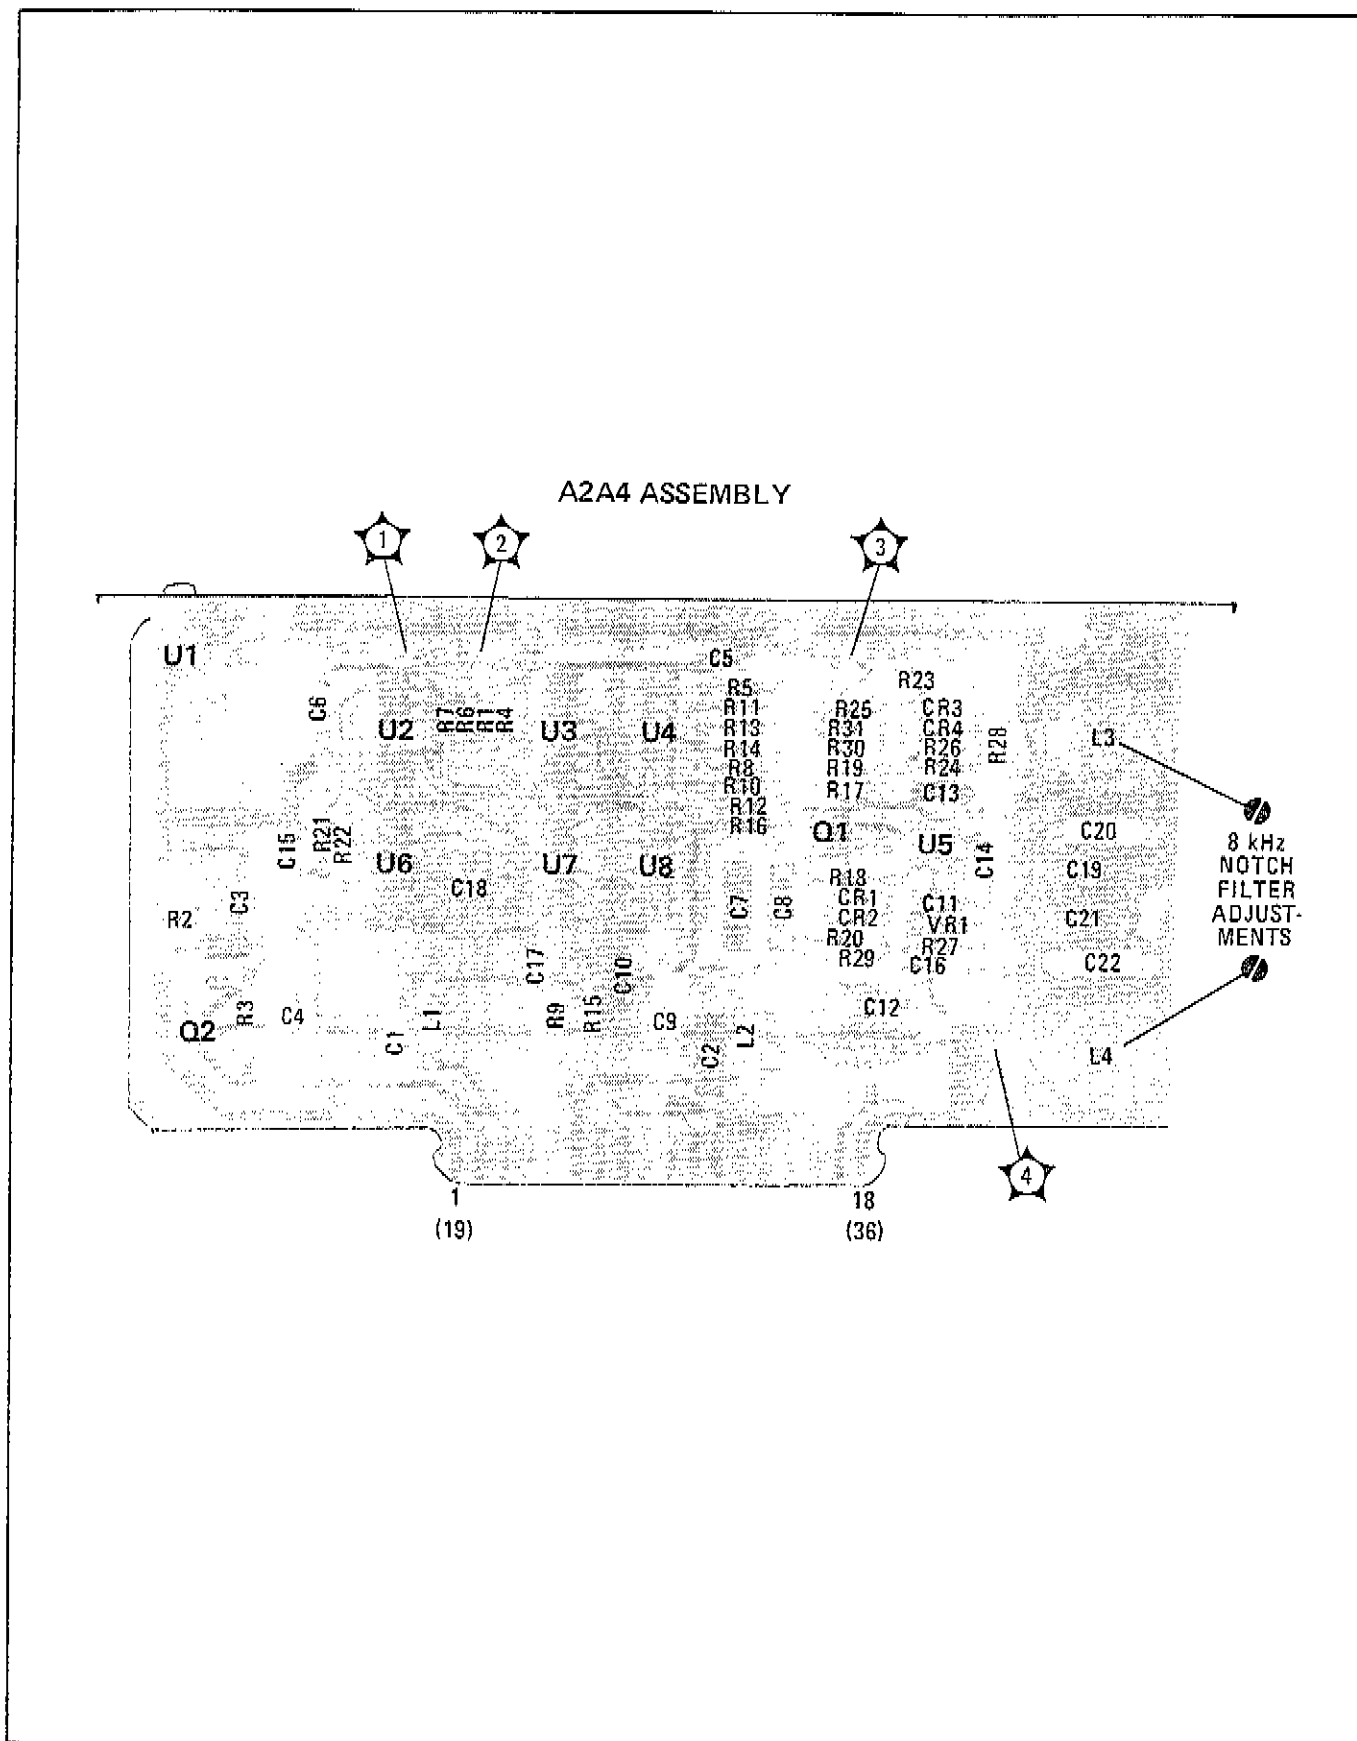 A2A4 ASSEMBLY
1
2
3
U1
C5
R5
R23
C6
R7
R6
R1
R4
R11
R25
CR3
U2
U3
U4
R13
R31
CR4
R28
L3
R14
R30
R26
R8
R19
R24
R10
R17
C13
R12
R16
Q1
U5
C20
C15
R21
R22
8 kHz
NOTCH
FILTER
ADJUST-
MENTS
U6
U7
U8
C14
C19
C18
R18
C3
C7
C8
CR1
C11
R2
CR2
VR1
C21
R20
R27
C17
C10
R29
C16
C22
Q2
R3
C4
C1
L1
R9
R15
C9
C2
L2
C12
L4
4
1
(19)
18
(36)